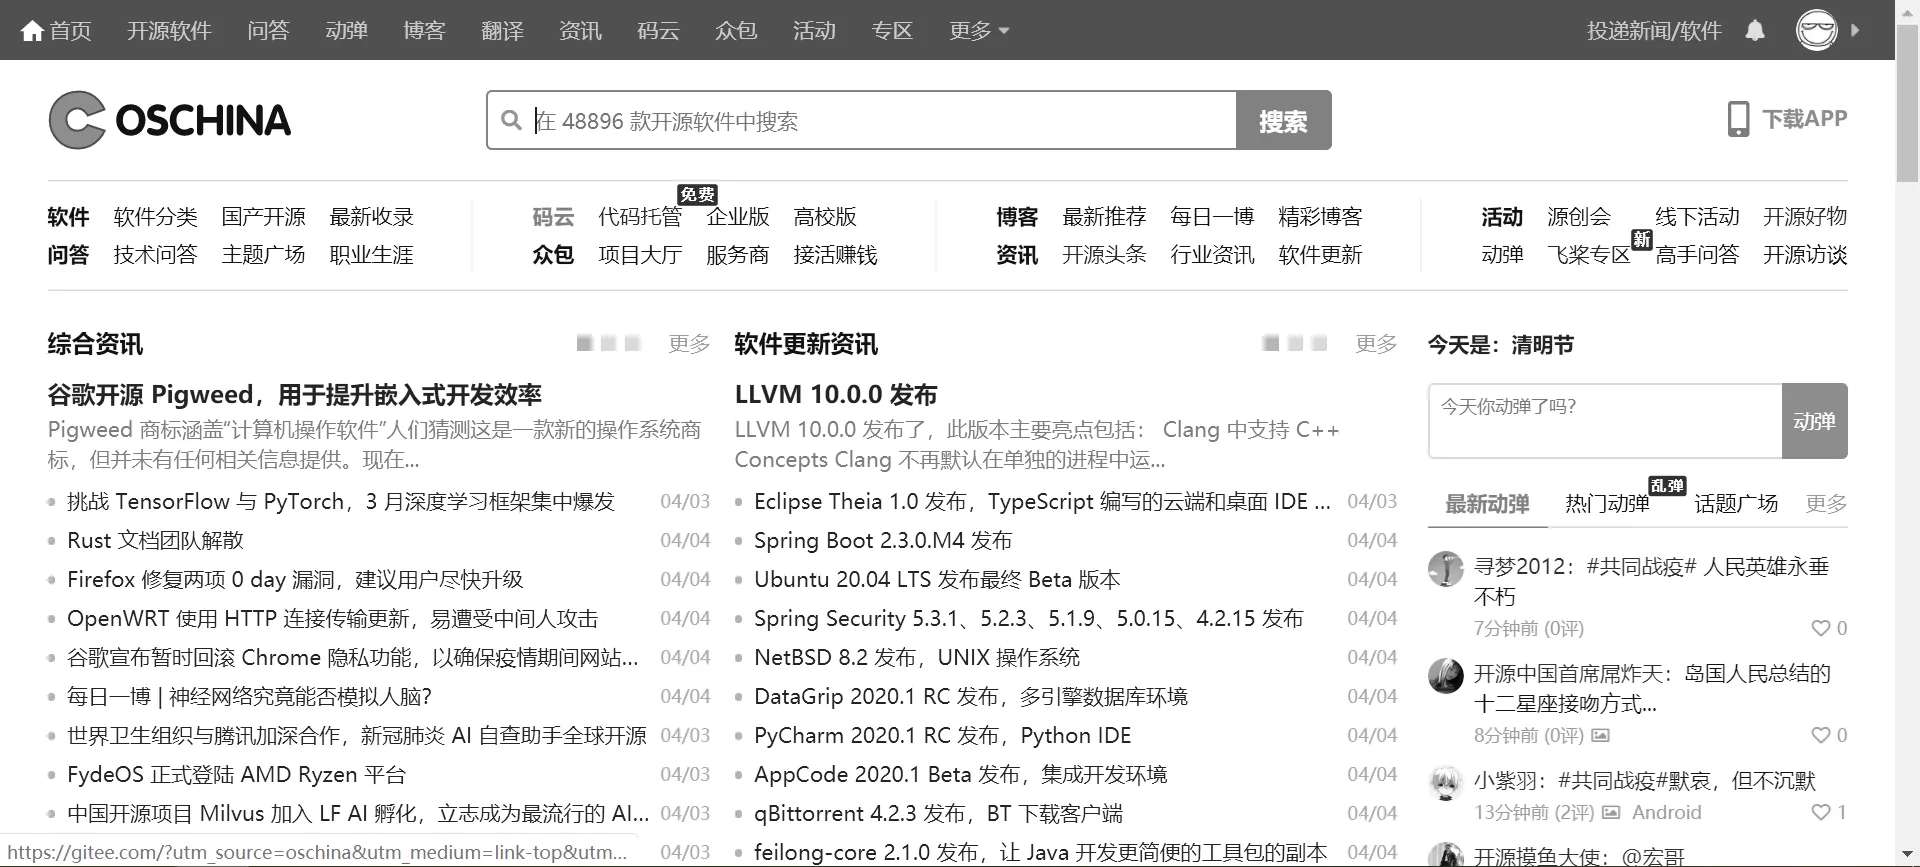 首页 开源软件 问答 动弹 博客 翻译 资讯 码云 众包 活动 专区 更多 投递新闻/软件
OSCHINA
在 48896 款开源软件中搜索 搜索
下载APP
软件 软件分类 国产开源 最新收录 码云 代码托管 免费 企业版 高校版 博客 最新推荐 每日一博 精彩博客 活动 源创会 线下活动 开源好物
问答 技术问答 主题广场 职业生涯 众包 项目大厅 服务商 接活赚钱 资讯 开源头条 行业资讯 软件更新 动弹 飞桨专区 新 高手问答 开源访谈
综合资讯 更多
谷歌开源 Pigweed，用于提升嵌入式开发效率
Pigweed 商标涵盖“计算机操作软件”人们猜测这是一款新的操作系统商
标，但并未有任何相关信息提供。现在...
挑战 TensorFlow 与 PyTorch，3 月深度学习框架集中爆发 04/03
Rust 文档团队解散 04/04
Firefox 修复两项 0 day 漏洞，建议用户尽快升级 04/04
OpenWRT 使用 HTTP 连接传输更新，易遭受中间人攻击 04/04
谷歌宣布暂时回滚 Chrome 隐私功能，以确保疫情期间网站... 04/04
每日一博 | 神经网络究竟能否模拟人脑? 04/04
世界卫生组织与腾讯加深合作，新冠肺炎 AI 自查助手全球开源 04/03
FydeOS 正式登陆 AMD Ryzen 平台 04/03
中国开源项目 Milvus 加入 LF AI 孵化，立志成为最流行的 AI... 04/03
04/03
软件更新资讯 更多
LLVM 10.0.0 发布
LLVM 10.0.0 发布了，此版本主要亮点包括： Clang 中支持 C++
Concepts Clang 不再默认在单独的进程中运...
Eclipse Theia 1.0 发布，TypeScript 编写的云端和桌面 IDE ... 04/03
Spring Boot 2.3.0.M4 发布 04/04
Ubuntu 20.04 LTS 发布最终 Beta 版本 04/04
Spring Security 5.3.1、5.2.3、5.1.9、5.0.15、4.2.15 发布 04/04
NetBSD 8.2 发布，UNIX 操作系统 04/04
DataGrip 2020.1 RC 发布，多引擎数据库环境 04/04
PyCharm 2020.1 RC 发布，Python IDE 04/04
AppCode 2020.1 Beta 发布，集成开发环境 04/04
qBittorrent 4.2.3 发布，BT 下载客户端 04/04
feilong-core 2.1.0 发布，让 Java 开发更简便的工具包的副本 04/04
今天是：清明节
今天你动弹了吗? 动弹
最新动弹 热门动弹 乱弹 话题广场 更多
寻梦2012：#共同战疫# 人民英雄永垂
不朽
7分钟前 (0评) 0
开源中国首席屌炸天：岛国人民总结的
十二星座接吻方式...
8分钟前 (0评) 0
小紫羽：#共同战疫#默哀，但不沉默
13分钟前 (2评) Android 1
开源摸鱼大使：@宏哥
https://gitee.com/?utm_source=oschina&utm_medium=link-top&utm...